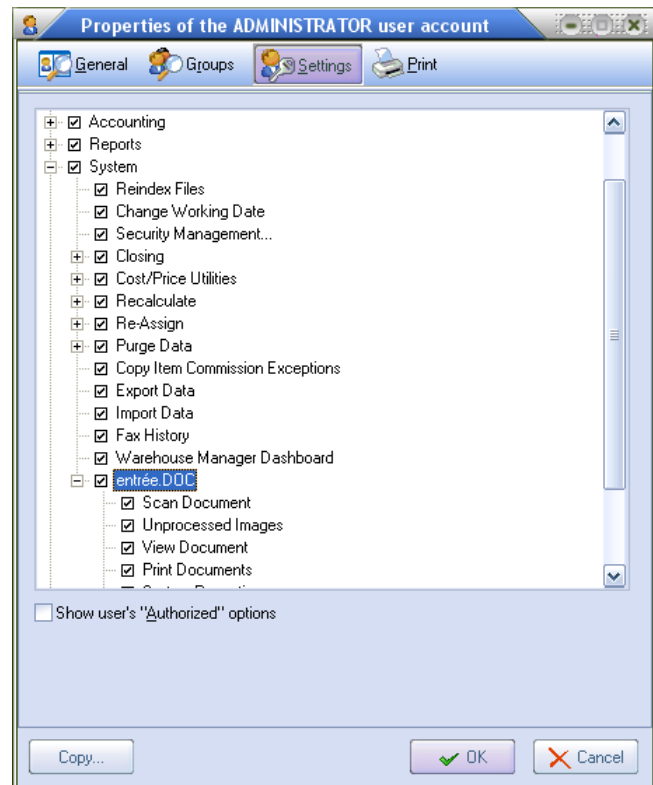 Properties of the ADMINISTRATOR user account
General Groups Settings Print
Accounting
Reports
System
Reindex Files
Change Working Date
Security Management...
Closing
Cost/Price Utilities
Recalculate
Re-Assign
Purge Data
Copy Item Commission Exceptions
Export Data
Import Data
Fax History
Warehouse Manager Dashboard
entrée.DOC
Scan Document
Unprocessed Images
View Document
Print Documents
Show user's "Authorized" options
Copy... OK Cancel